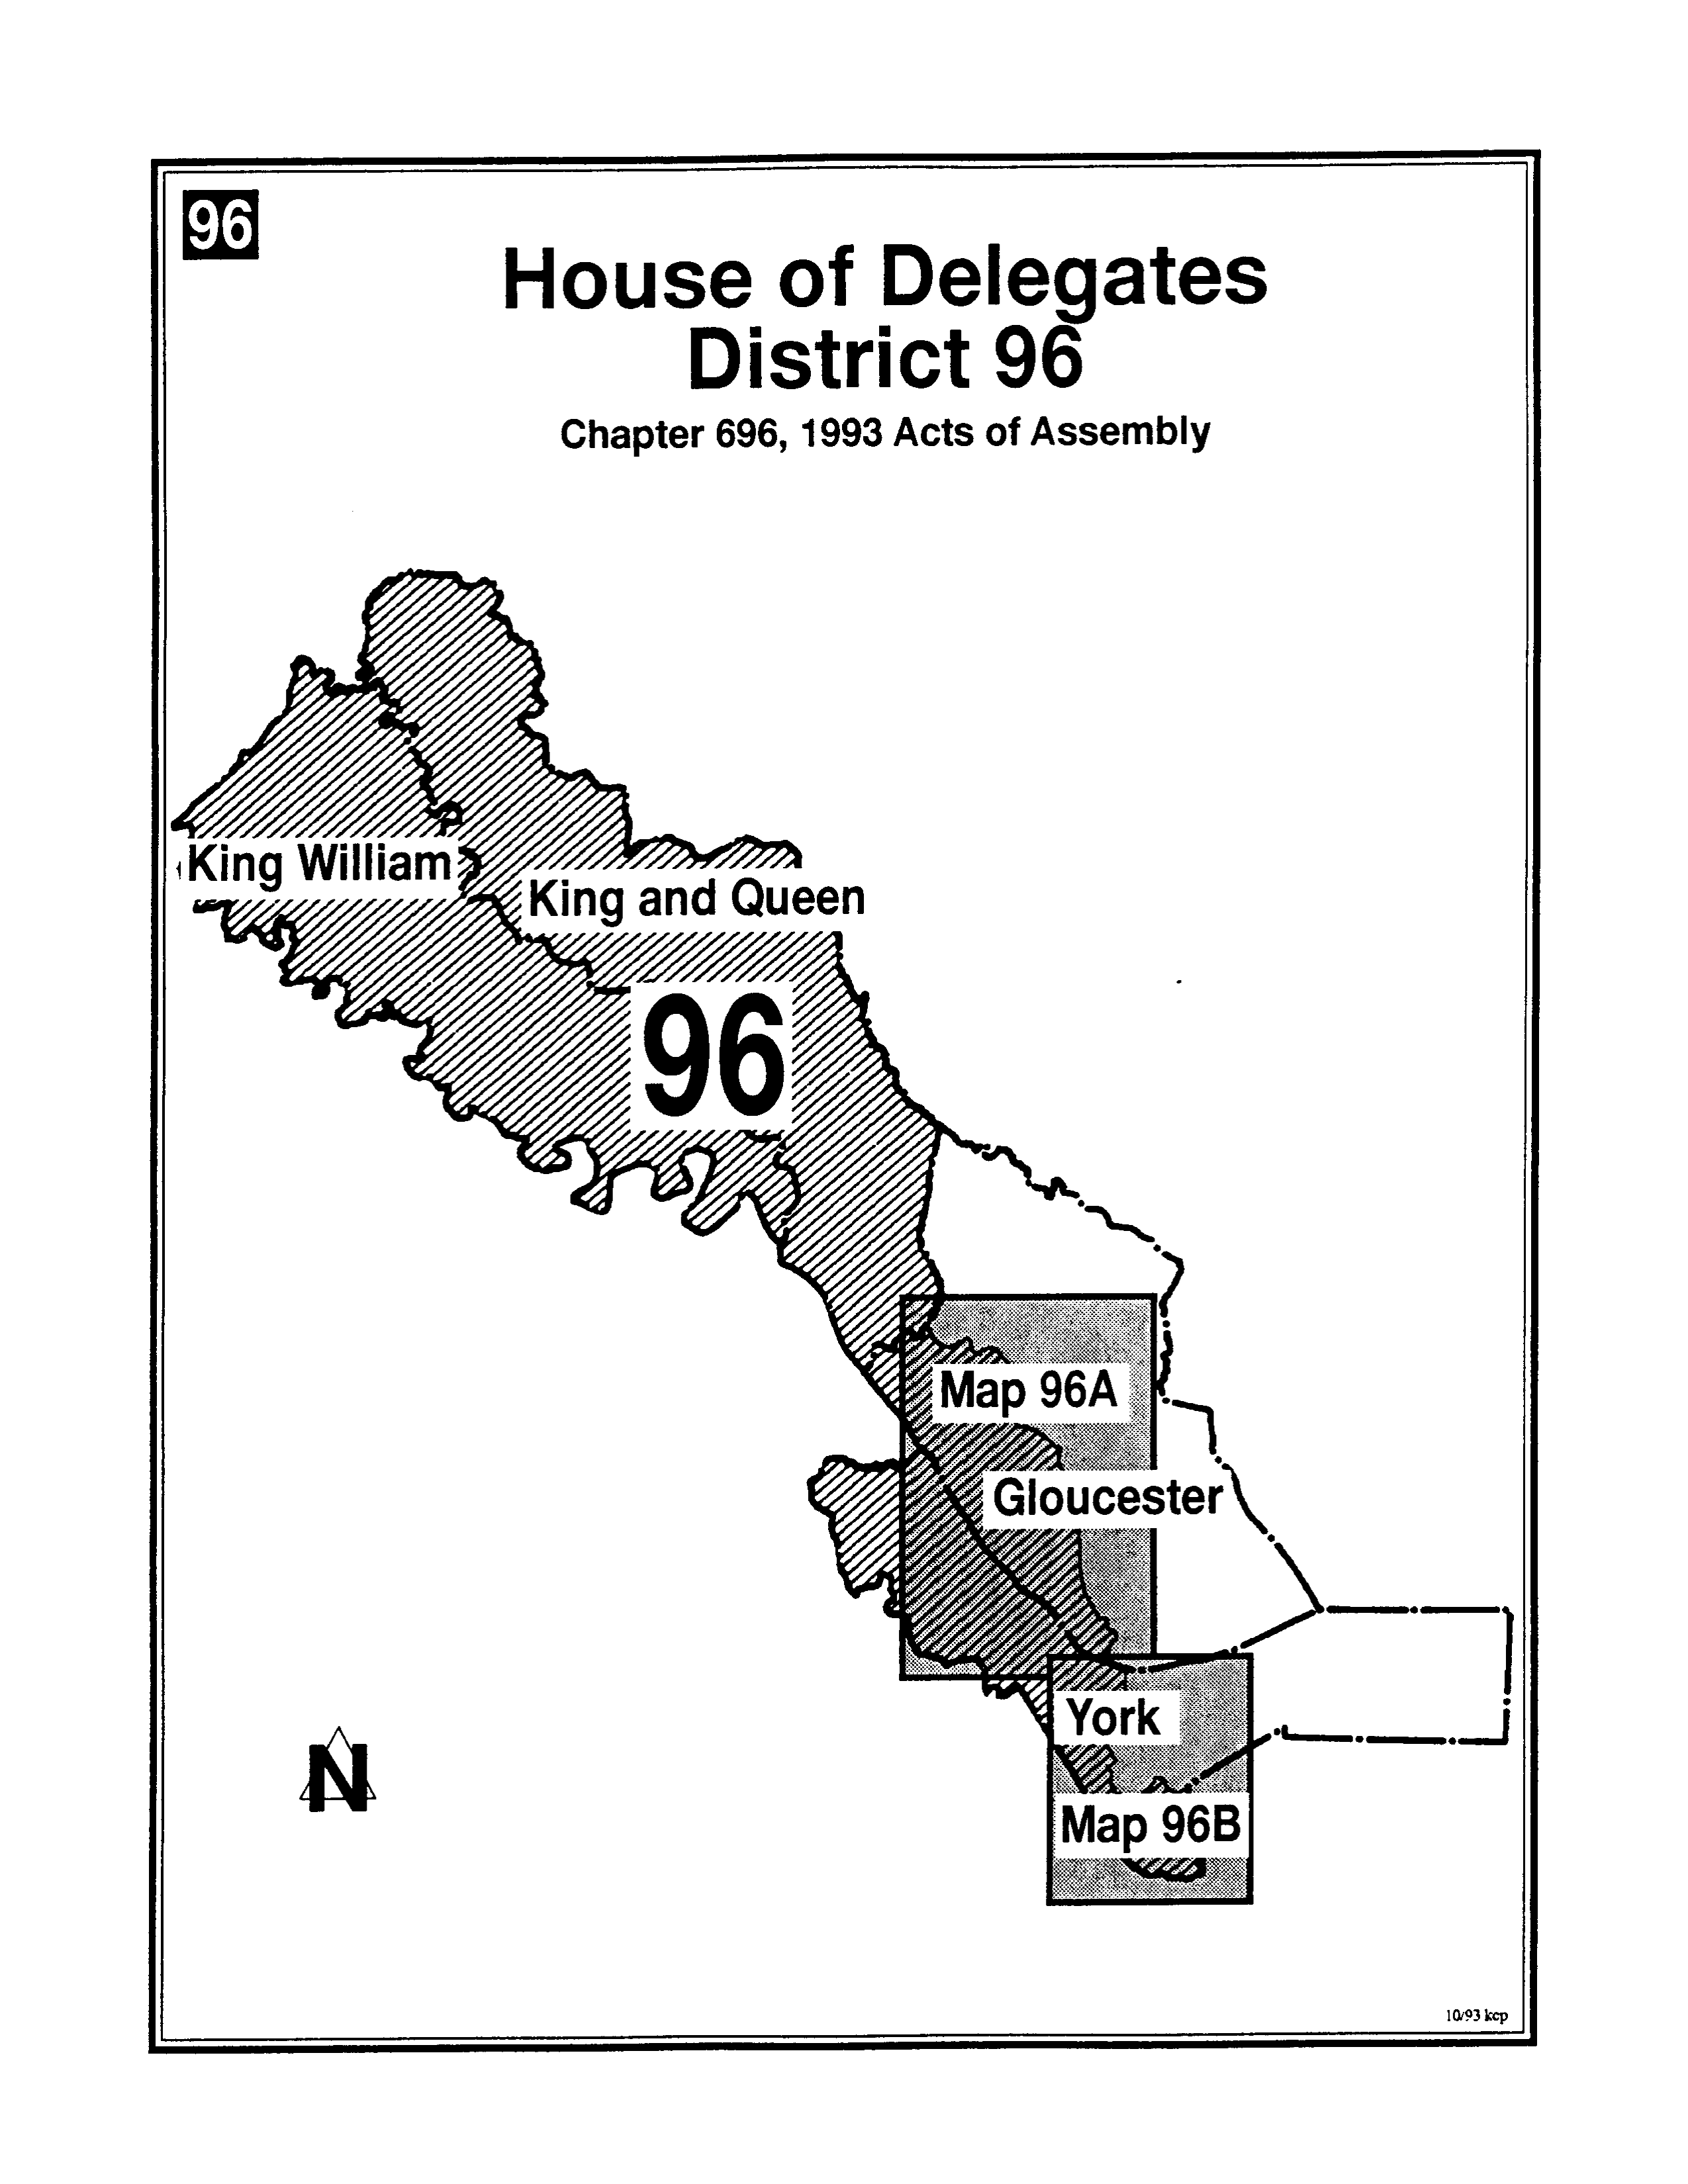 96
House of Delegates
District 96
Chapter 696, 1993 Acts of Assembly
King William
King and Queen
96
Map 96A
Gloucester
York
Map 96B
N
10/93 kcp